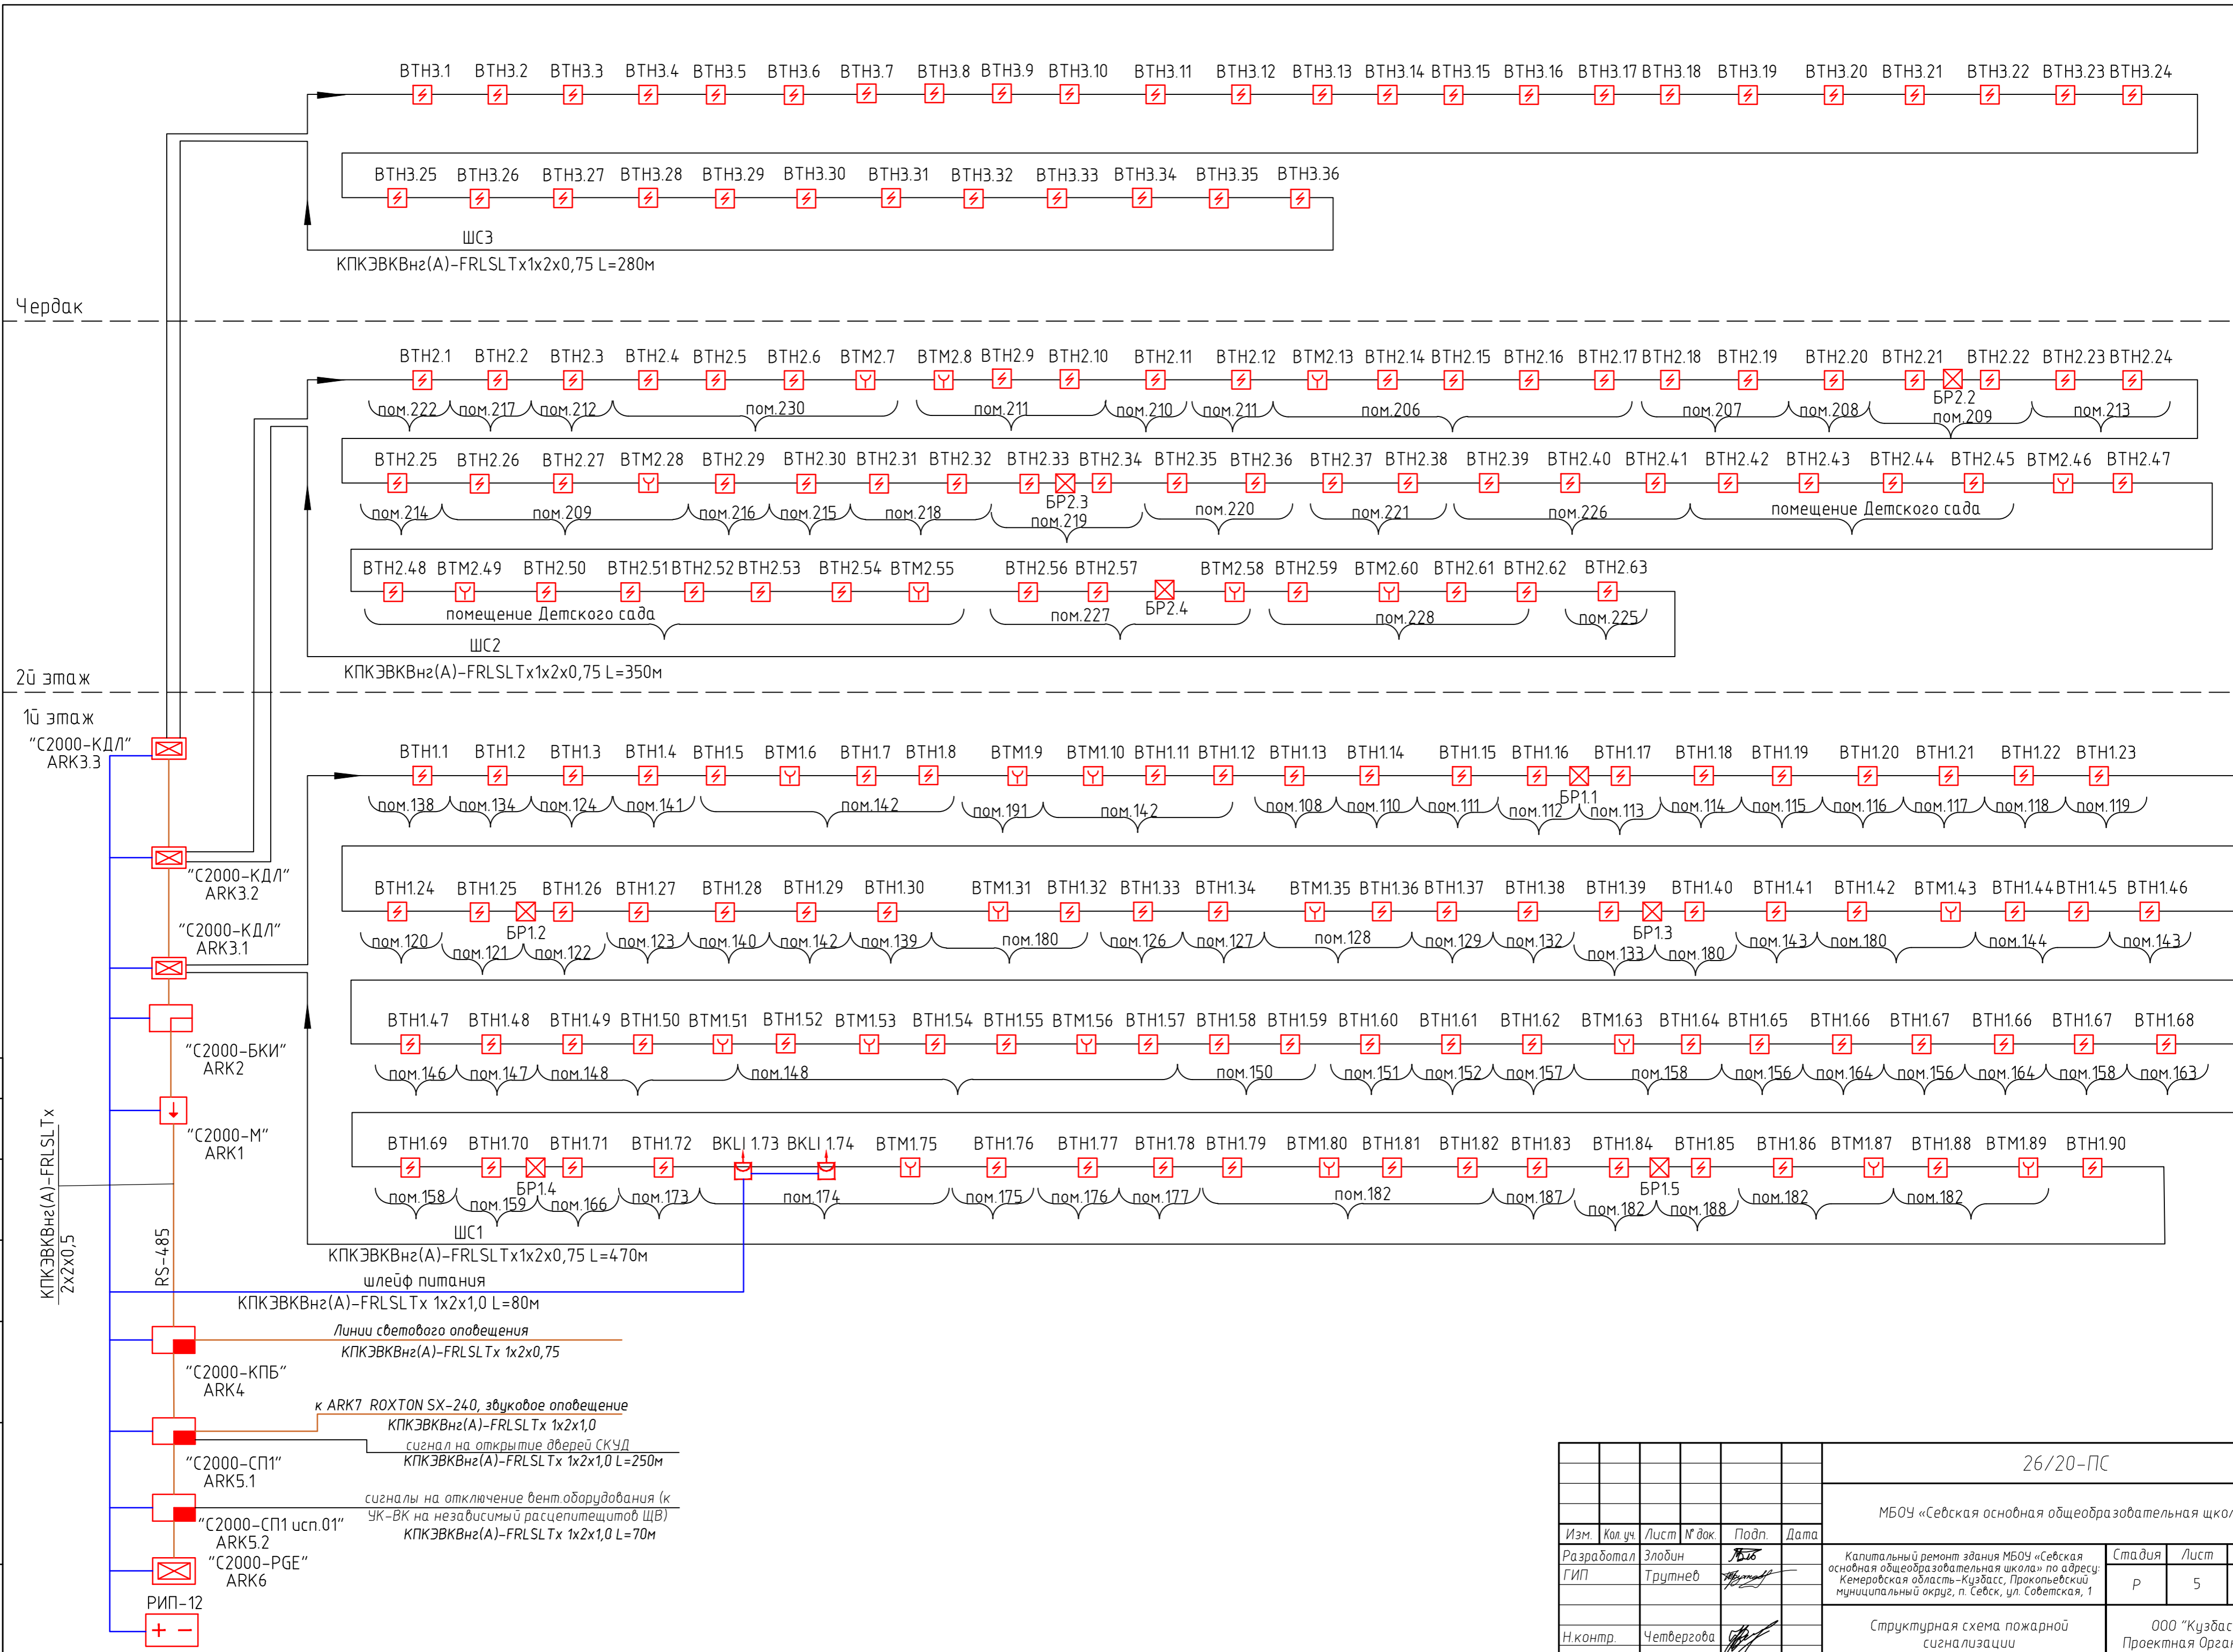 ВТН3.1 ВТН3.2 ВТН3.3 ВТН3.4 ВТН3.5 ВТН3.6 ВТН3.7 ВТН3.8 ВТН3.9 ВТН3.10 ВТН3.11 ВТН3.12 ВТН3.13 ВТН3.14 ВТН3.15 ВТН3.16 ВТН3.17 ВТН3.18 ВТН3.19 ВТН3.20 ВТН3.21 ВТН3.22 ВТН3.23 ВТН3.24
ВТН3.25 ВТН3.26 ВТН3.27 ВТН3.28 ВТН3.29 ВТН3.30 ВТН3.31 ВТН3.32 ВТН3.33 ВТН3.34 ВТН3.35 ВТН3.36
ШС3
КПКЭВКВнг(А)-FRLSLTx1x2x0,75 L=280м
Чердак
ВТН2.1 ВТН2.2 ВТН2.3 ВТН2.4 ВТН2.5 ВТН2.6 ВТМ2.7 ВТМ2.8 ВТН2.9 ВТН2.10 ВТН2.11 ВТН2.12 ВТМ2.13 ВТН2.14 ВТН2.15 ВТН2.16 ВТН2.17 ВТН2.18 ВТН2.19 ВТН2.20 ВТН2.21 ВТН2.22 ВТН2.23 ВТН2.24
БР2.2
пом.222 пом.217 пом.212 пом.230 пом.211 пом.210 пом.211 пом.206 пом.207 пом.208 пом.209 пом.213
ВТН2.25 ВТН2.26 ВТН2.27 ВТМ2.28 ВТН2.29 ВТН2.30 ВТН2.31 ВТН2.32 ВТН2.33 ВТН2.34 ВТН2.35 ВТН2.36 ВТН2.37 ВТН2.38 ВТН2.39 ВТН2.40 ВТН2.41 ВТН2.42 ВТН2.43 ВТН2.44 ВТН2.45 ВТМ2.46 ВТН2.47
БР2.3
пом.214 пом.209 пом.216 пом.215 пом.218 пом.219 пом.220 пом.221 пом.226 помещение Детского сада
ВТН2.48 ВТМ2.49 ВТН2.50 ВТН2.51 ВТН2.52 ВТН2.53 ВТН2.54 ВТМ2.55 ВТН2.56 ВТН2.57 ВТМ2.58 ВТН2.59 ВТМ2.60 ВТН2.61 ВТН2.62 ВТН2.63
БР2.4
помещение Детского сада пом.227 пом.228 пом.225
ШС2
КПКЭВКВнг(А)-FRLSLTx1x2x0,75 L=350м
2й этаж
1й этаж
"С2000-КДЛ"
ARK3.3
ВТН1.1 ВТН1.2 ВТН1.3 ВТН1.4 ВТН1.5 ВТМ1.6 ВТН1.7 ВТН1.8 ВТМ1.9 ВТМ1.10 ВТН1.11 ВТН1.12 ВТН1.13 ВТН1.14 ВТН1.15 ВТН1.16 ВТН1.17 ВТН1.18 ВТН1.19 ВТН1.20 ВТН1.21 ВТН1.22 ВТН1.23
БР1.1
пом.138 пом.134 пом.124 пом.141 пом.142 пом.191 пом.142 пом.108 пом.110 пом.111 пом.112 пом.113 пом.114 пом.115 пом.116 пом.117 пом.118 пом.119
"С2000-КДЛ"
ARK3.2
ВТН1.24 ВТН1.25 ВТН1.26 ВТН1.27 ВТН1.28 ВТН1.29 ВТН1.30 ВТМ1.31 ВТН1.32 ВТН1.33 ВТН1.34 ВТМ1.35 ВТН1.36 ВТН1.37 ВТН1.38 ВТН1.39 ВТН1.40 ВТН1.41 ВТН1.42 ВТМ1.43 ВТН1.44 ВТН1.45 ВТН1.46
БР1.2 БР1.3
пом.120 пом.121 пом.122 пом.123 пом.140 пом.142 пом.139 пом.180 пом.126 пом.127 пом.128 пом.129 пом.132 пом.133 пом.180 пом.143 пом.180 пом.144 пом.143
"С2000-КДЛ"
ARK3.1
ВТН1.47 ВТН1.48 ВТН1.49 ВТН1.50 ВТМ1.51 ВТН1.52 ВТМ1.53 ВТН1.54 ВТН1.55 ВТМ1.56 ВТН1.57 ВТН1.58 ВТН1.59 ВТН1.60 ВТН1.61 ВТН1.62 ВТМ1.63 ВТН1.64 ВТН1.65 ВТН1.66 ВТН1.67 ВТН1.66 ВТН1.67 ВТН1.68
пом.146 пом.147 пом.148 пом.148 пом.150 пом.151 пом.152 пом.157 пом.158 пом.156 пом.164 пом.156 пом.164 пом.158 пом.163
"С2000-БКИ"
ARK2
"С2000-М"
ARK1
ВТН1.69 ВТН1.70 ВТН1.71 ВТН1.72 BKLI 1.73 BKLI 1.74 ВТМ1.75 ВТН1.76 ВТН1.77 ВТН1.78 ВТН1.79 ВТМ1.80 ВТН1.81 ВТН1.82 ВТН1.83 ВТН1.84 ВТН1.85 ВТН1.86 ВТМ1.87 ВТН1.88 ВТМ1.89 ВТН1.90
БР1.4 БР1.5
пом.158 пом.159 пом.166 пом.173 пом.174 пом.175 пом.176 пом.177 пом.182 пом.187 пом.182 пом.188 пом.182 пом.182
ШС1
КПКЭВКВнг(А)-FRLSLTx1x2x0,75 L=470м
КПКЭВКВнг(А)-FRLSLTx
2x2x0,5
RS-485
шлейф питания
КПКЭВКВнг(А)-FRLSLTx 1x2x1,0 L=80м
Линии светового оповещения
КПКЭВКВнг(А)-FRLSLTx 1x2x0,75
"С2000-КПБ"
ARK4
к ARK7 ROXTON SX-240, звуковое оповещение
КПКЭВКВнг(А)-FRLSLTx 1x2x1,0
сигнал на открытие дверей СКУД
КПКЭВКВнг(А)-FRLSLTx 1x2x1,0 L=250м
"С2000-СП1"
ARK5.1
сигналы на отключение вент.оборудования (к
УК-ВК на независимый расцепитещитов ЩВ)
КПКЭВКВнг(А)-FRLSLTx 1x2x1,0 L=70м
"С2000-СП1 исп.01"
ARK5.2
"С2000-PGE"
ARK6
РИП-12
+ −
26/20-ПС
МБОУ «Севская основная общеобразовательная щкол
Изм. Кол. уч. Лист N° док. Подп. Дата
Разработал Злобин
ГИП Трутнев
Капитальный ремонт здания МБОУ «Севская
основная общеобразовательная школа» по адресу:
Кемеровская область-Кузбасс, Прокопьевский
муниципальный округ, п. Севск, ул. Советская, 1
Стадия Лист
Р 5
Н.контр. Четвергова
Структурная схема пожарной
сигнализации
ООО "Кузбас
Проектная Орган